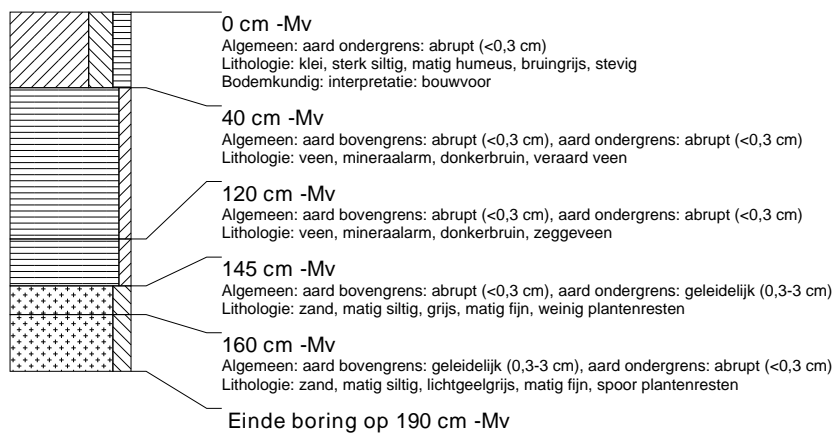 0 cm -Mv
Algemeen: aard ondergrens: abrupt (<0,3 cm)
Lithologie: klei, sterk siltig, matig humeus, bruingrijs, stevig
Bodemkundig: interpretatie: bouwvoor
40 cm -Mv
Algemeen: aard bovengrens: abrupt (<0,3 cm), aard ondergrens: abrupt (<0,3 cm)
Lithologie: veen, mineraalarm, donkerbruin, veraard veen
120 cm -Mv
Algemeen: aard bovengrens: abrupt (<0,3 cm), aard ondergrens: abrupt (<0,3 cm)
Lithologie: veen, mineraalarm, donkerbruin, zeggeveen
145 cm -Mv
Algemeen: aard bovengrens: abrupt (<0,3 cm), aard ondergrens: geleidelijk (0,3-3 cm)
Lithologie: zand, matig siltig, grijs, matig fijn, weinig plantenresten
160 cm -Mv
Algemeen: aard bovengrens: geleidelijk (0,3-3 cm), aard ondergrens: abrupt (<0,3 cm)
Lithologie: zand, matig siltig, lichtgeelgrijs, matig fijn, spoor plantenresten
Einde boring op 190 cm -Mv